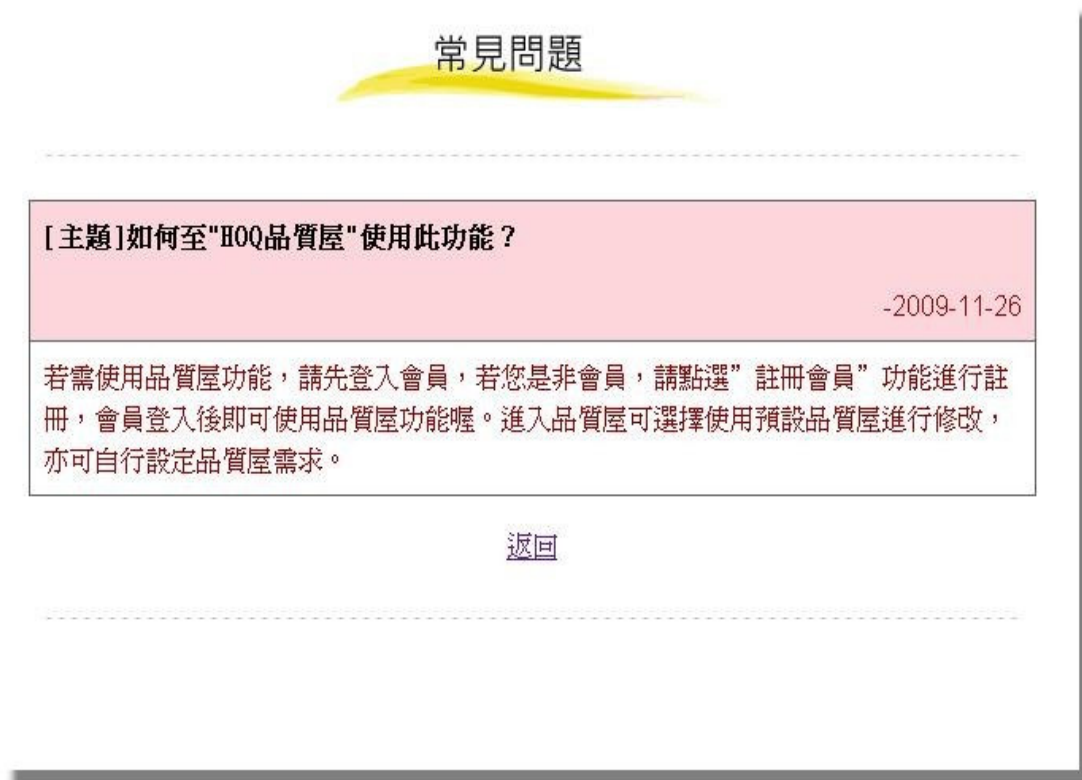 常見問題
[主題]如何至"HOQ品質屋"使用此功能？
-2009-11-26
若需使用品質屋功能，請先登入會員，若您是非會員，請點選”註冊會員”功能進行註
冊，會員登入後即可使用品質屋功能喔。進入品質屋可選擇使用預設品質屋進行修改，
亦可自行設定品質屋需求。
返回